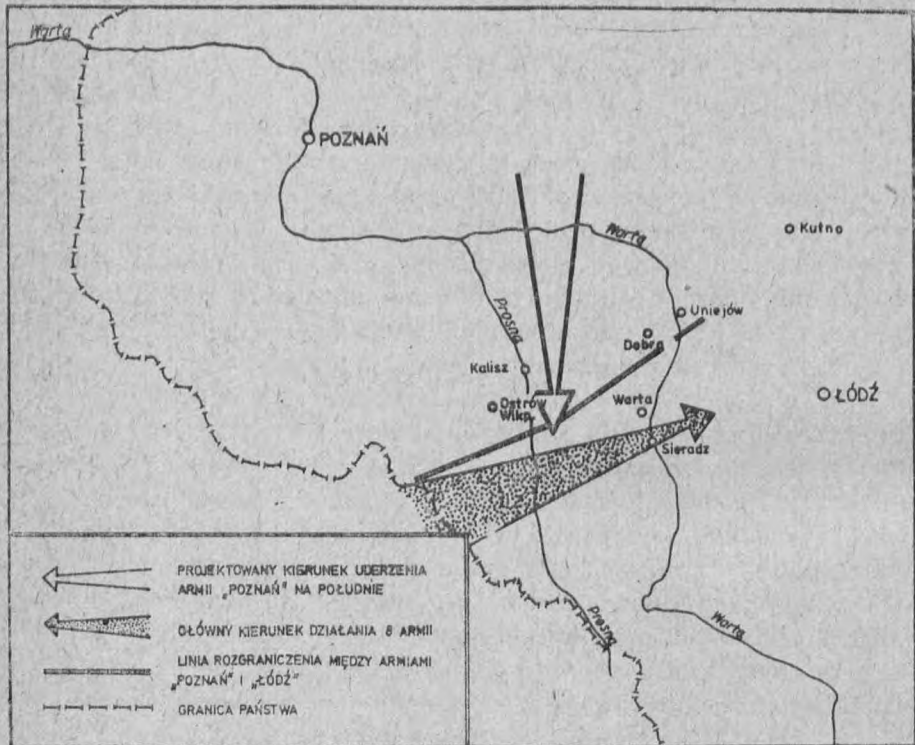 Warta
POZNAŃ
Warta
Kutno
Prosna
Uniejów
Dobra
Kalisz
Ostrów
Wlkp.
Warta
ŁÓDŹ
Sieradz
Prosna
Warta
PROJEKTOWANY KIERUNEK UDERZENIA
ARMII „POZNAŃ" NA POŁUDNIE
GŁÓWNY KIERUNEK DZIAŁANIA 8 ARMII
LINIA ROZGRANICZENIA MIĘDZY ARMIAMI
„POZNAŃ" I „ŁÓDŹ"
GRANICA PAŃSTWA